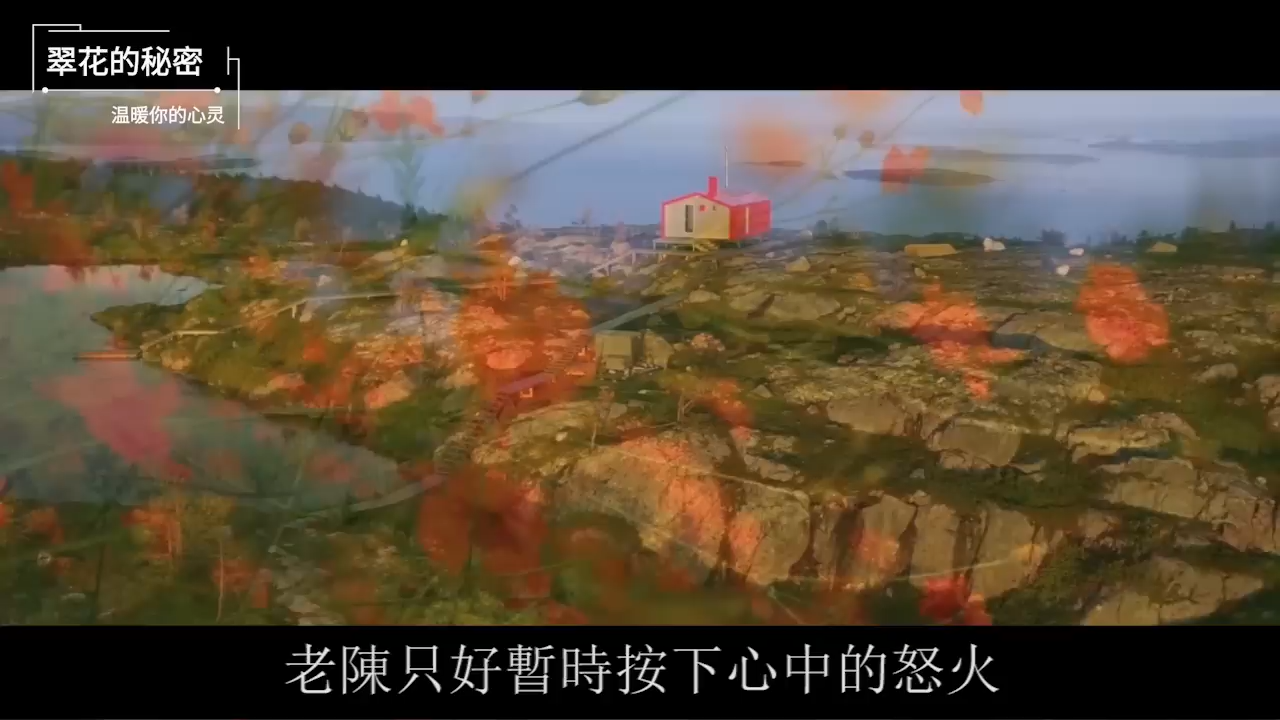 翠花的秘密
温暖你的心灵
老陳只好暫時按下心中的怒火